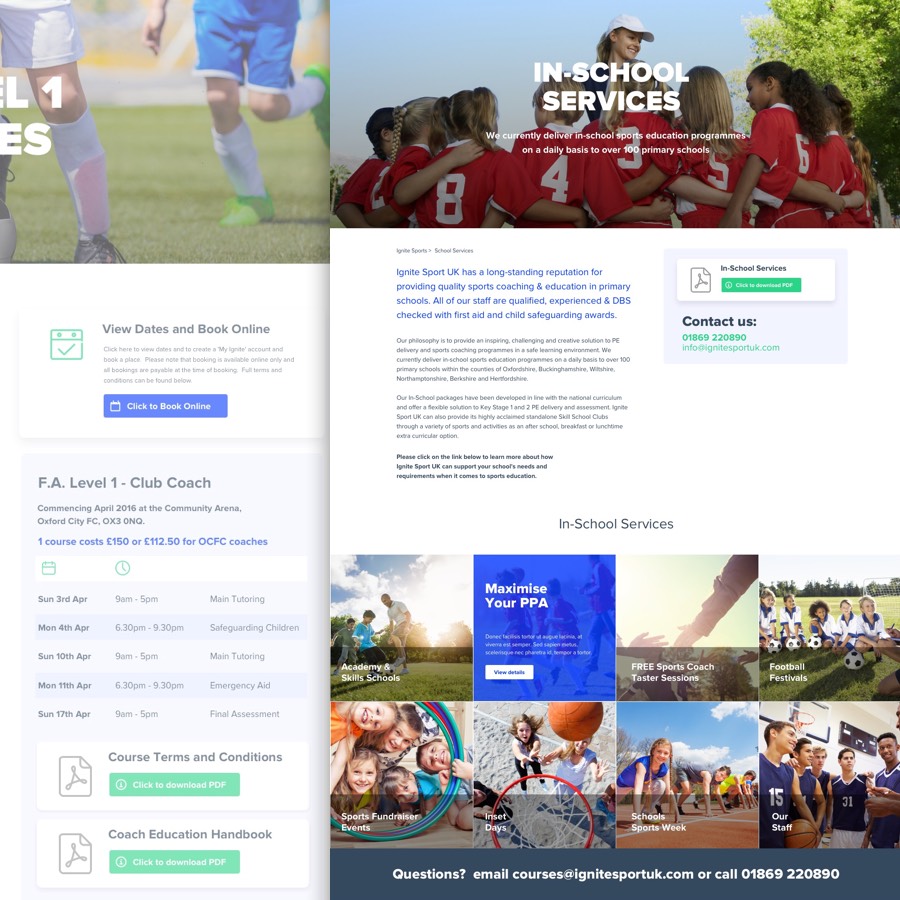 EL 1
ES
View Dates and Book Online
Click here to view dates and to create a 'My Ignite' account and
book a place. Please note that booking is available online only and
all bookings are payable at the time of booking. Full terms and
conditions can be found below.
Click to Book Online
F.A. Level 1 - Club Coach
Commencing April 2016 at the Community Arena,
Oxford City FC, OX3 0NQ.
1 course costs £150 or £112.50 for OCFC coaches
Sun 3rd Apr 9am - 5pm Main Tutoring
Mon 4th Apr 6.30pm - 9.30pm Safeguarding Children
Sun 10th Apr 9am - 5pm Main Tutoring
Mon 11th Apr 6.30pm - 9.30pm Emergency Aid
Sun 17th Apr 9am - 5pm Final Assessment
Course Terms and Conditions
Click to download PDF
Coach Education Handbook
Click to download PDF
IN-SCHOOL
SERVICES
We currently deliver in-school sports education programmes
on a daily basis to over 100 primary schools
8
4
5
7
Ignite Sports > School Services
Ignite Sport UK has a long-standing reputation for
providing quality sports coaching & education in primary
schools. All of our staff are qualified, experienced & DBS
checked with first aid and child safeguarding awards.
Our philosophy is to provide an inspiring, challenging and creative solution to PE
delivery and sports coaching programmes in a safe learning environment. We
currently deliver in-school sports education programmes on a daily basis to over 100
primary schools within the counties of Oxfordshire, Buckinghamshire, Wiltshire,
Northamptonshire, Berkshire and Hertfordshire.
Our In-School packages have been developed in line with the national curriculum
and offer a flexible solution to Key Stage 1 and 2 PE delivery and assessment. Ignite
Sport UK can also provide its highly acclaimed standalone Skill School Clubs
through a variety of sports and activities as an after school, breakfast or lunchtime
extra curricular option.
Please click on the link below to learn more about how
Ignite Sport UK can support your school's needs and
requirements when it comes to sports education.
In-School Services
Click to download PDF
Contact us:
01869 220890
info@ignitesportuk.com
In-School Services
Academy &
Skills Schools
Maximise
Your PPA
Donec facilisis tortor ut augue lacinia, at
viverra est semper. Sod sapien metus,
scelerisque nec pharetra id, tempor a tortor.
View details
FREE Sports Coach
Taster Sessions
Football
Festivals
Sports Fundraiser
Events
Inset
Days
Schools
Sports Week
15
31
Our
Staff
Questions? email courses@ignitesportuk.com or call 01869 220890